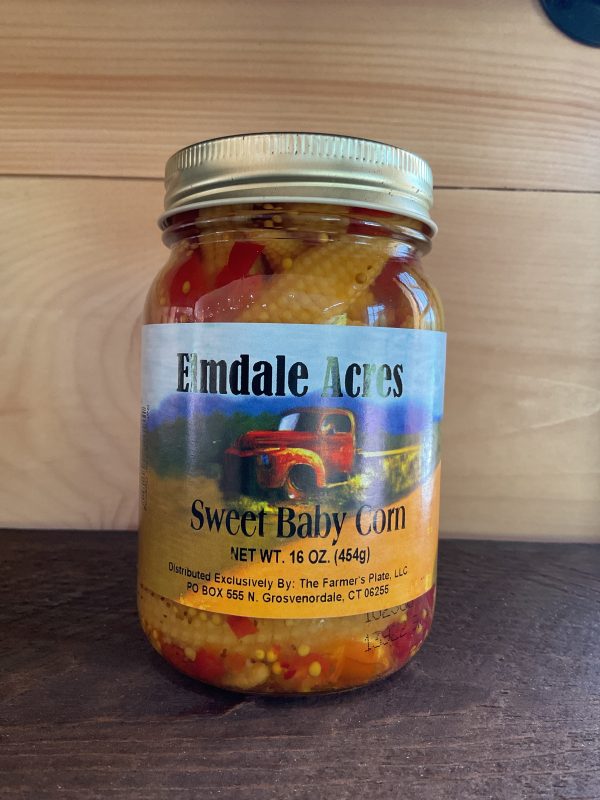 Elmdale Acres
Sweet Baby Corn
NET WT. 16 OZ. (454g)
Distributed Exclusively By: The Farmer's Plate, LLC
PO BOX 555 N. Grosvenordale, CT 06255